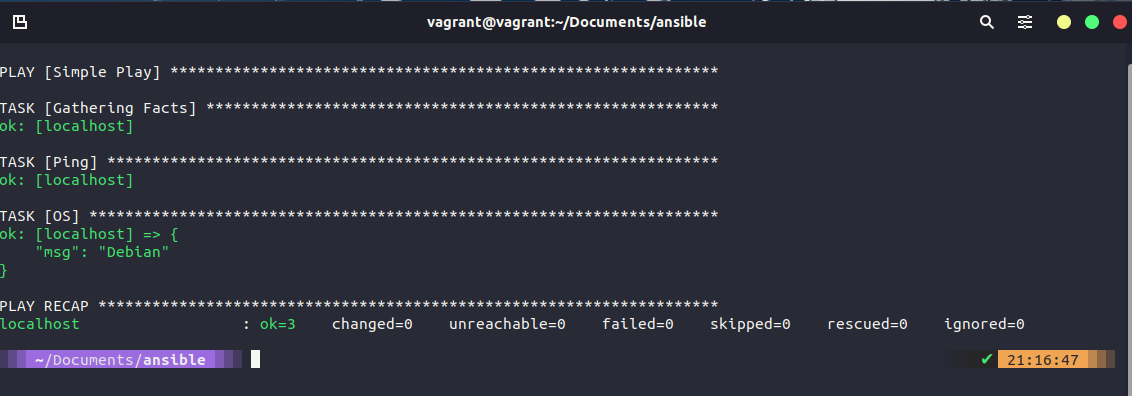 vagrant@vagrant:~/Documents/ansible
PLAY [Simple Play] *************************************************************
TASK [Gathering Facts] *********************************************************
ok: [localhost]
TASK [Ping] ********************************************************************
ok: [localhost]
TASK [OS] **********************************************************************
ok: [localhost] => {
    "msg": "Debian"
}
PLAY RECAP *********************************************************************
localhost                  : ok=3    changed=0    unreachable=0    failed=0    skipped=0    rescued=0    ignored=0
~/Documents/ansible ✔ 21:16:47